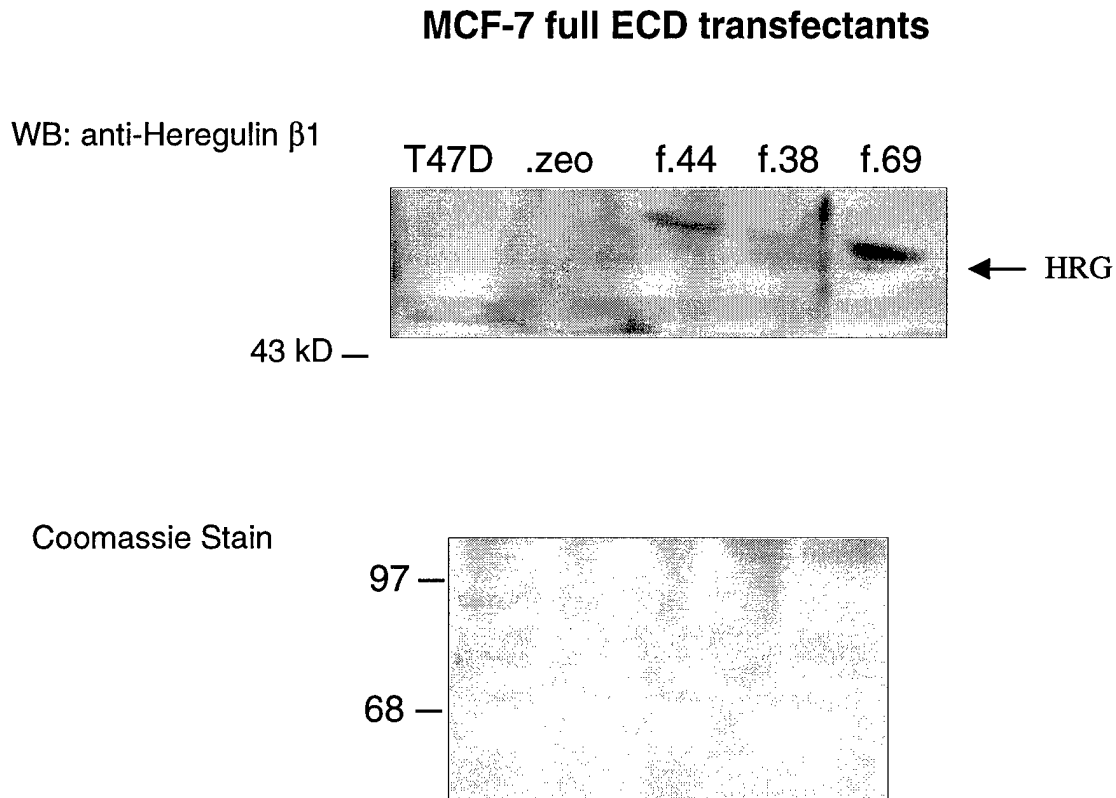 MCF-7 full ECD transfectants
WB: anti-Heregulin β1
T47D .zeo f.44 f.38 f.69
HRG
43 kD
Coomassie Stain
97
68